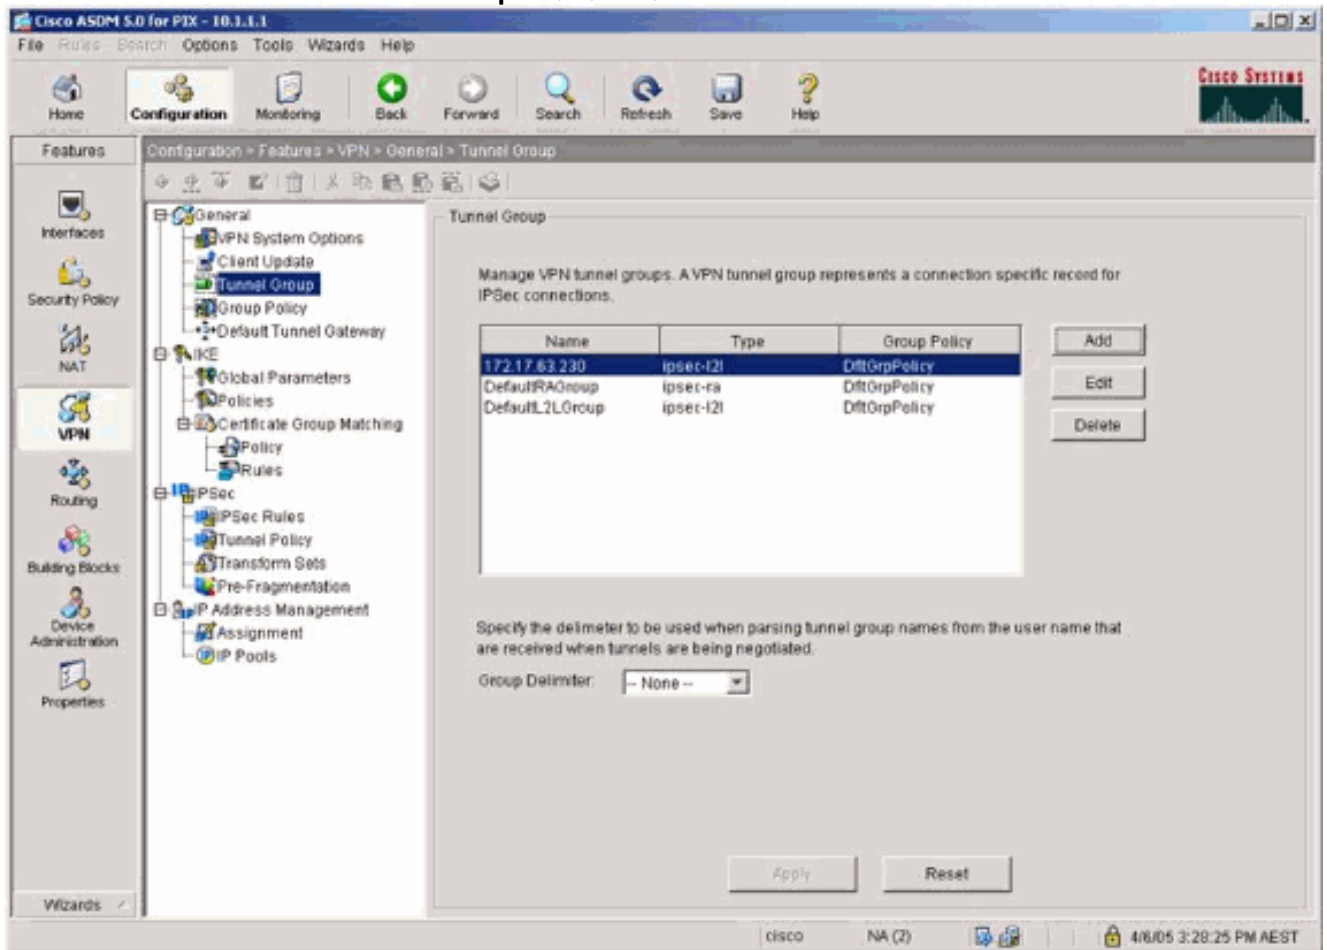 Cisco ASDM 5.0 for PIX - 10.1.1.1
File Rules Search Options Tools Wizards Help
Home Configuration Monitoring Back Forward Search Refresh Save Help
CISCO SYSTEMS
Features
Configuration > Features > VPN > General > Tunnel Group
Interfaces
Security Policy
NAT
VPN
Routing
Building Blocks
Device
Administration
Properties
Wizards
General
VPN System Options
Client Update
Tunnel Group
Group Policy
Default Tunnel Gateway
IKE
Global Parameters
Policies
Certificate Group Matching
Policy
Rules
IPSec
IPSec Rules
Tunnel Policy
Transform Sets
Pre-Fragmentation
IP Address Management
Assignment
IP Pools
Tunnel Group
Manage VPN tunnel groups. A VPN tunnel group represents a connection specific record for
IPSec connections.
Name Type Group Policy
172.17.63.230 ipsec-l2l DfltGrpPolicy
DefaultRAGroup ipsec-ra DfltGrpPolicy
DefaultL2LGroup ipsec-l2l DfltGrpPolicy
Add
Edit
Delete
Specify the delimeter to be used when parsing tunnel group names from the user name that
are received when tunnels are being negotiated.
Group Delimiter: -- None --
Apply Reset
cisco NA (2) 4/6/05 3:28:25 PM AEST